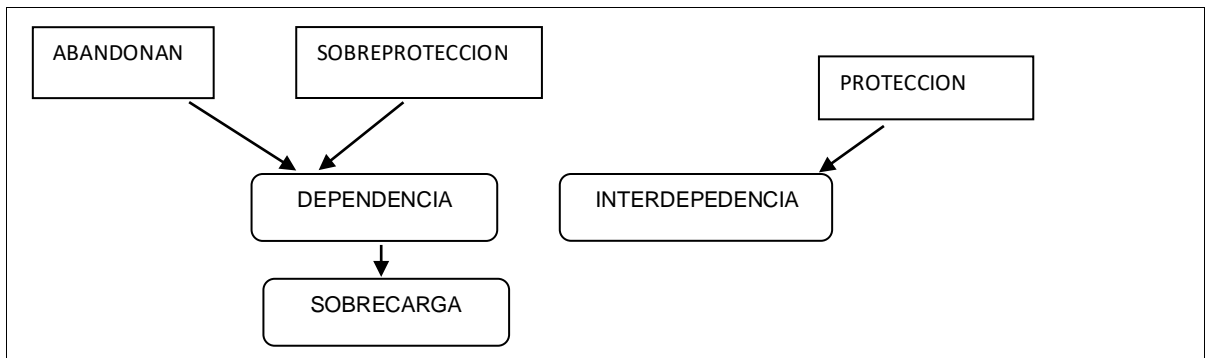 ABANDONAN
SOBREPROTECCION
PROTECCION
DEPENDENCIA
INTERDEPEDENCIA
SOBRECARGA